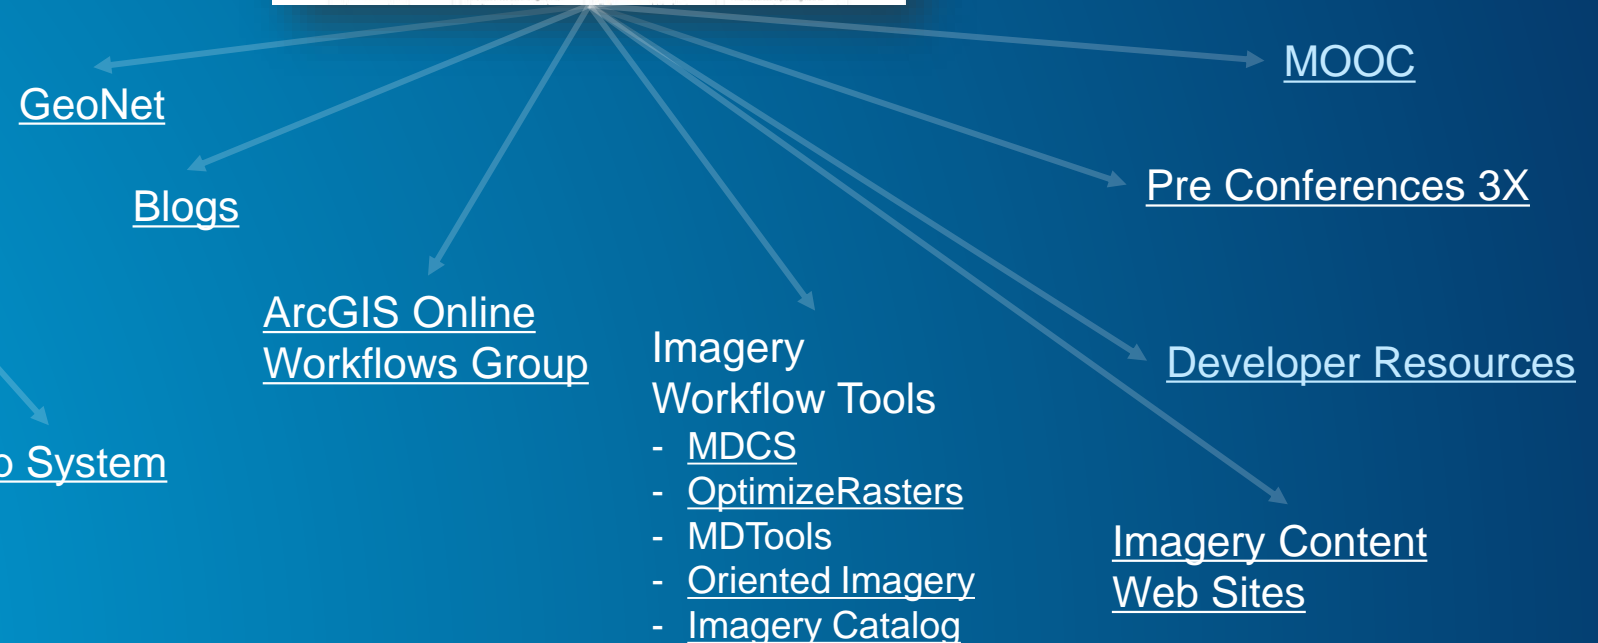 MOOC
GeoNet
Pre Conferences 3X
Blogs
ArcGIS Online
Workflows Group
Imagery
Workflow Tools
- MDCS
- OptimizeRasters
- MDTools
- Oriented Imagery
- Imagery Catalog
Developer Resources
System
Imagery Content
Web Sites